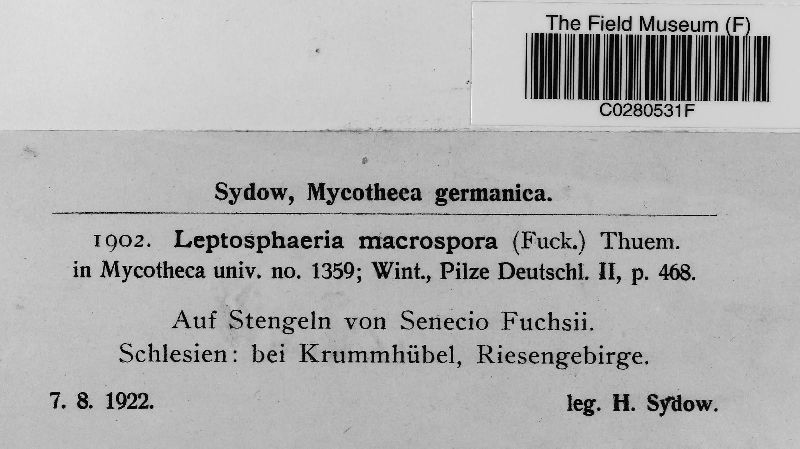 The Field Museum (F)
C0280531F
Sydow, Mycotheca germanica.
1902. Leptosphaeria macrospora (Fuck.) Thuem.
in Mycotheca univ. no. 1359; Wint., Pilze Deutschl. II, p. 468.
Auf Stengeln von Senecio Fuchsii.
Schlesien: bei Krummhübel, Riesengebirge.
7. 8. 1922. leg. H. Sydow.